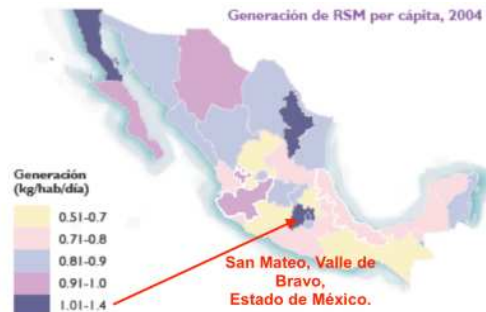 Generación de RSM per cápita, 2004
Generación
(kg/hab/día)
0.51-0.7
0.71-0.8
0.81-0.9
0.91-1.0
1.01-1.4
San Mateo, Valle de
Bravo,
Estado de México.